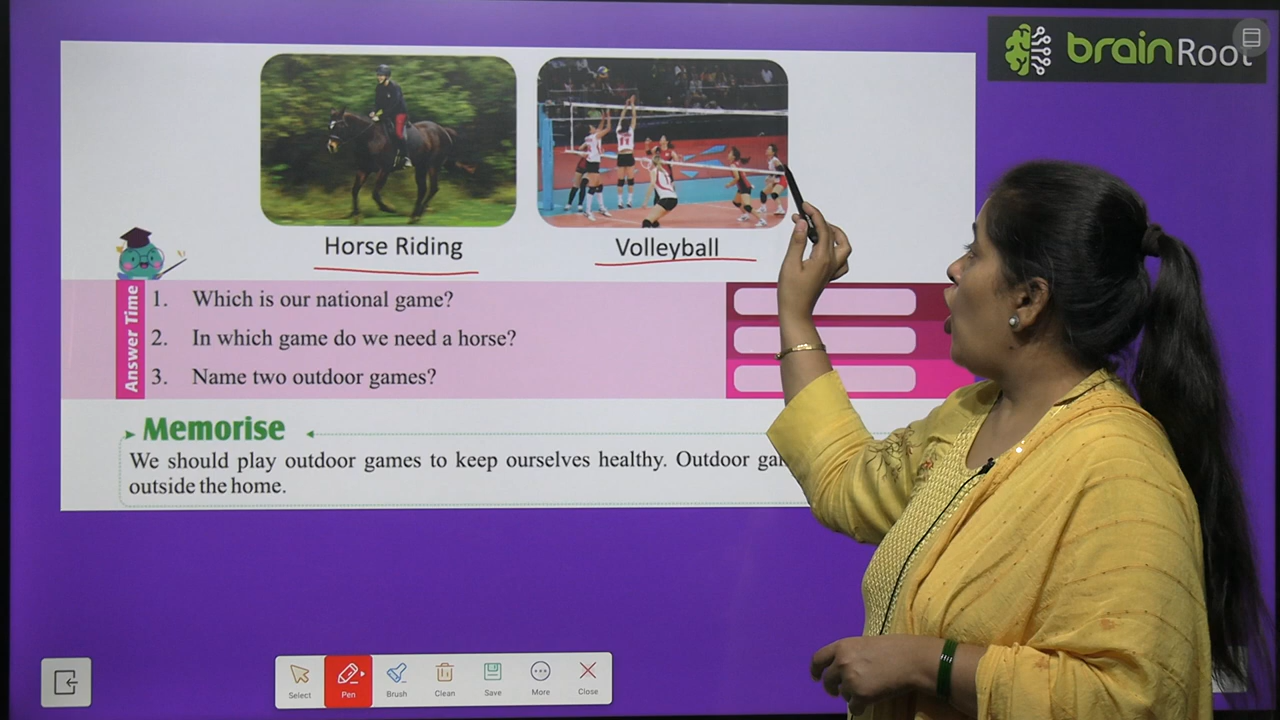 brainRoot
Horse Riding
Volleyball
Answer Time
1. Which is our national game?
2. In which game do we need a horse?
3. Name two outdoor games?
Memorise
We should play outdoor games to keep ourselves healthy. Outdoor
outside the home.
Select
Pen
Brush
Clean
Save
More
Close